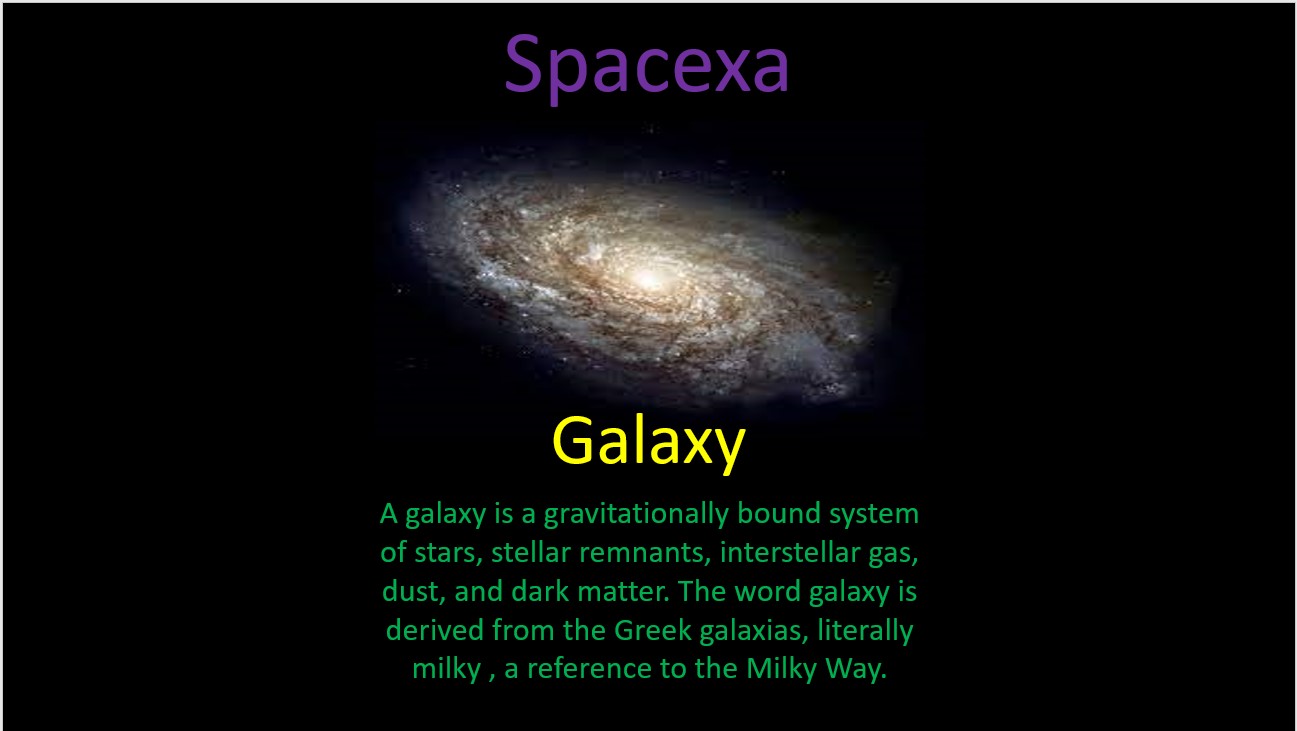 Spacexa
Galaxy
A galaxy is a gravitationally bound system
of stars, stellar remnants, interstellar gas,
dust, and dark matter. The word galaxy is
derived from the Greek galaxias, literally
milky , a reference to the Milky Way.